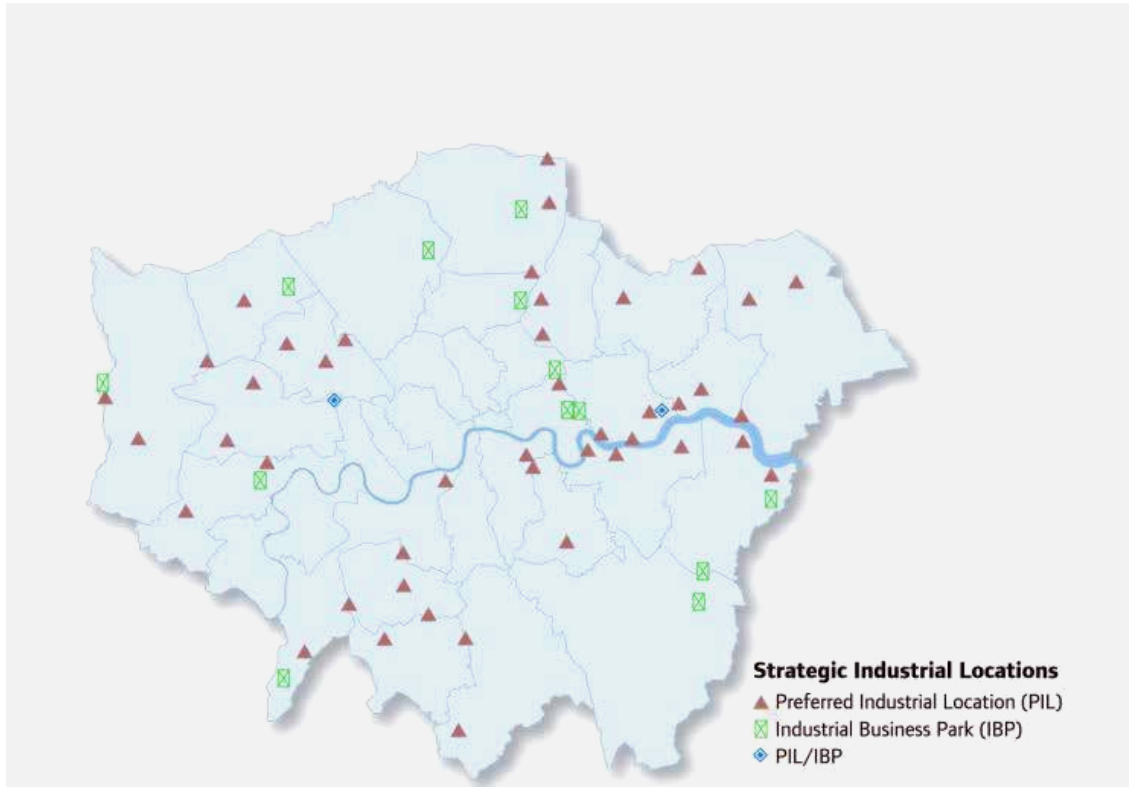 Strategic Industrial Locations
Preferred Industrial Location (PIL)
Industrial Business Park (IBP)
PIL/IBP